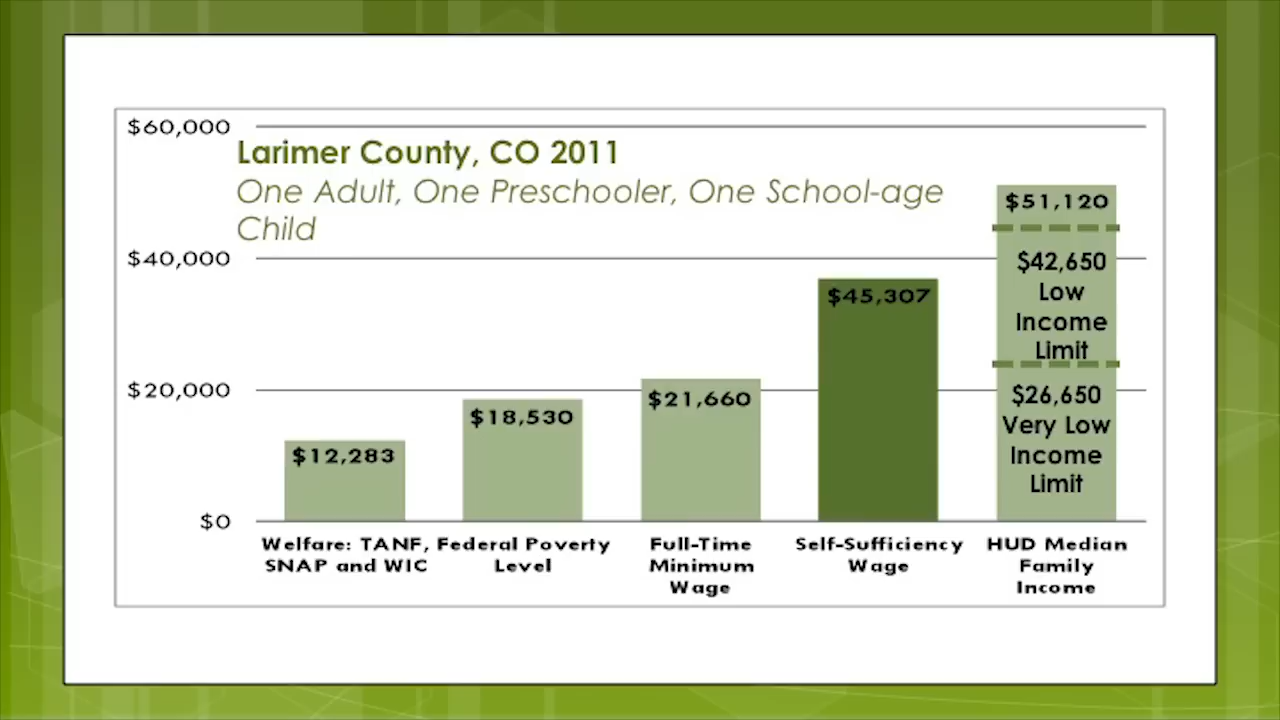 $60,000
Larimer County, CO 2011
One Adult, One Preschooler, One School-age
Child
$40,000
$20,000
$0
$12,283
$18,530
$21,660
$45,307
$51,120
$42,650
Low
Income
Limit
$26,650
Very Low
Income
Limit
Welfare: TANF,
SNAP and WIC
Federal Poverty
Level
Full-Time
Minimum
Wage
Self-Sufficiency
Wage
HUD Median
Family
Income